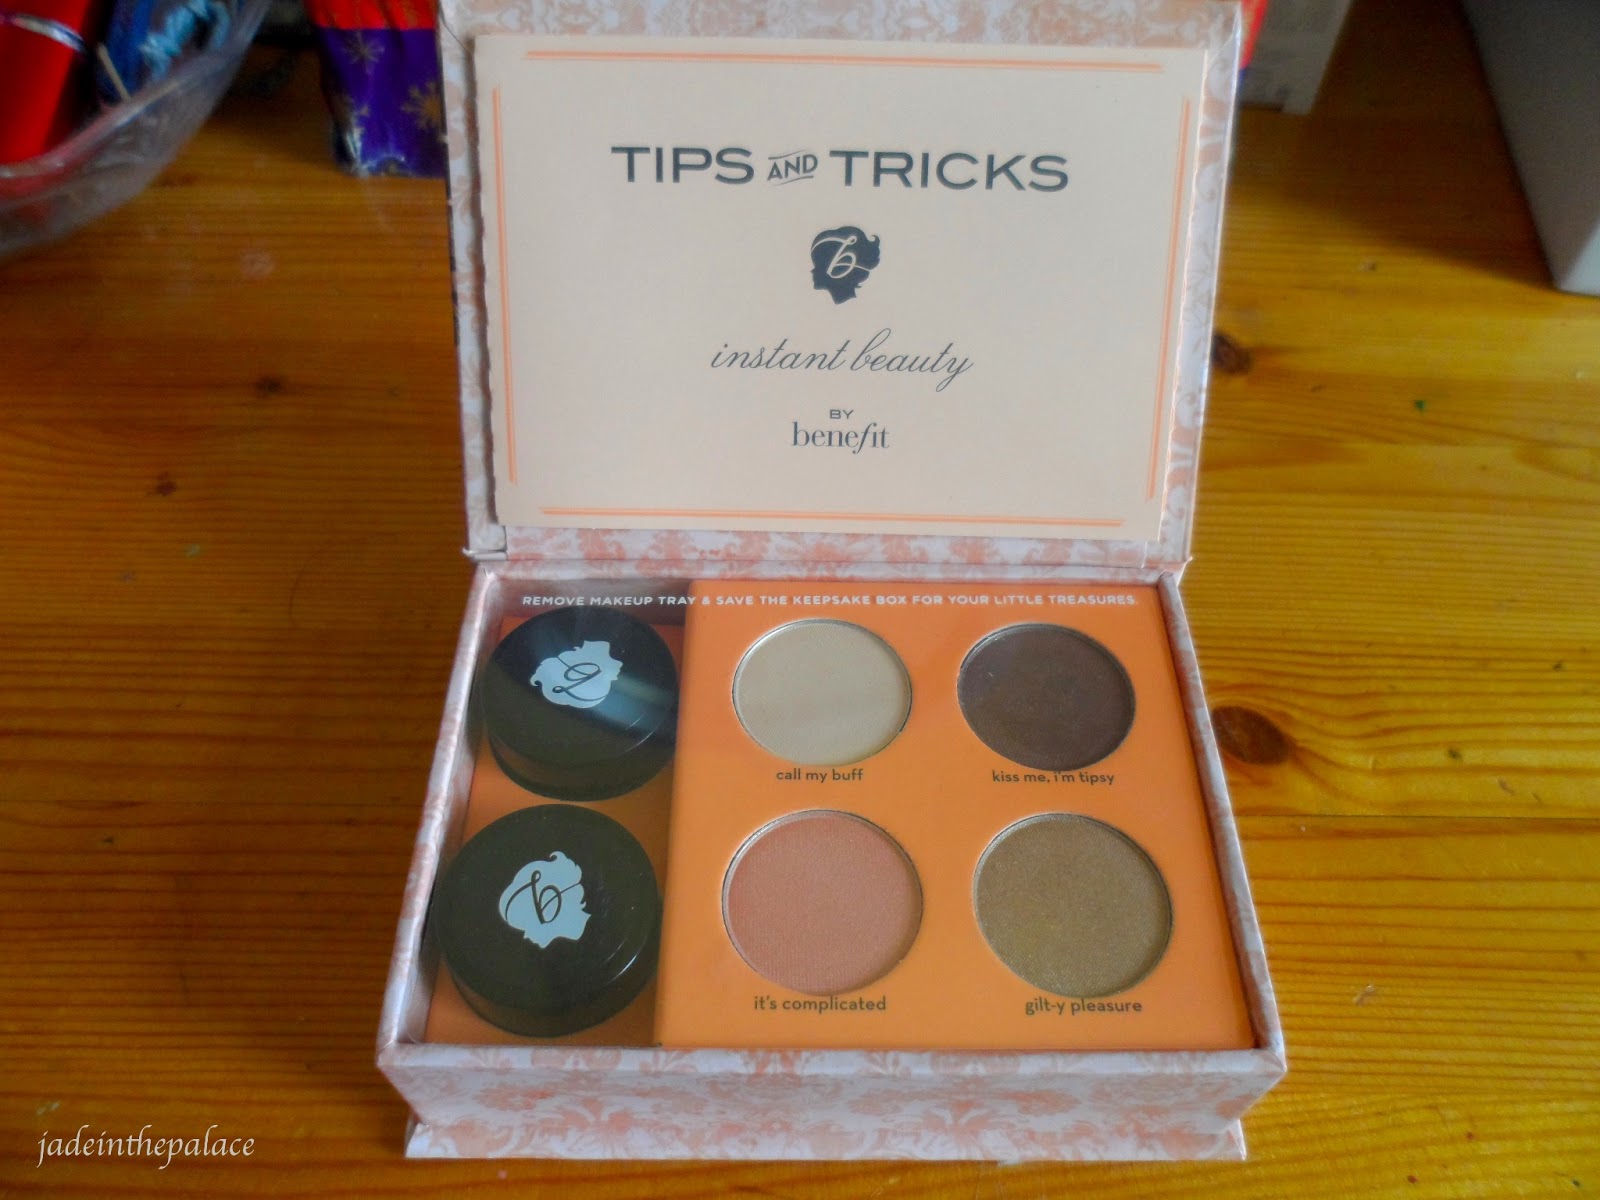 TIPS AND TRICKS
b
instant beauty
BY
benefit
REMOVE MAKEUP TRAY & SAVE THE KEEPSAKE BOX FOR YOUR LITTLE TREASURES.
b
call my buff
kiss me, i'm tipsy
b
it's complicated
gilt-y pleasure
jadeinthepalace